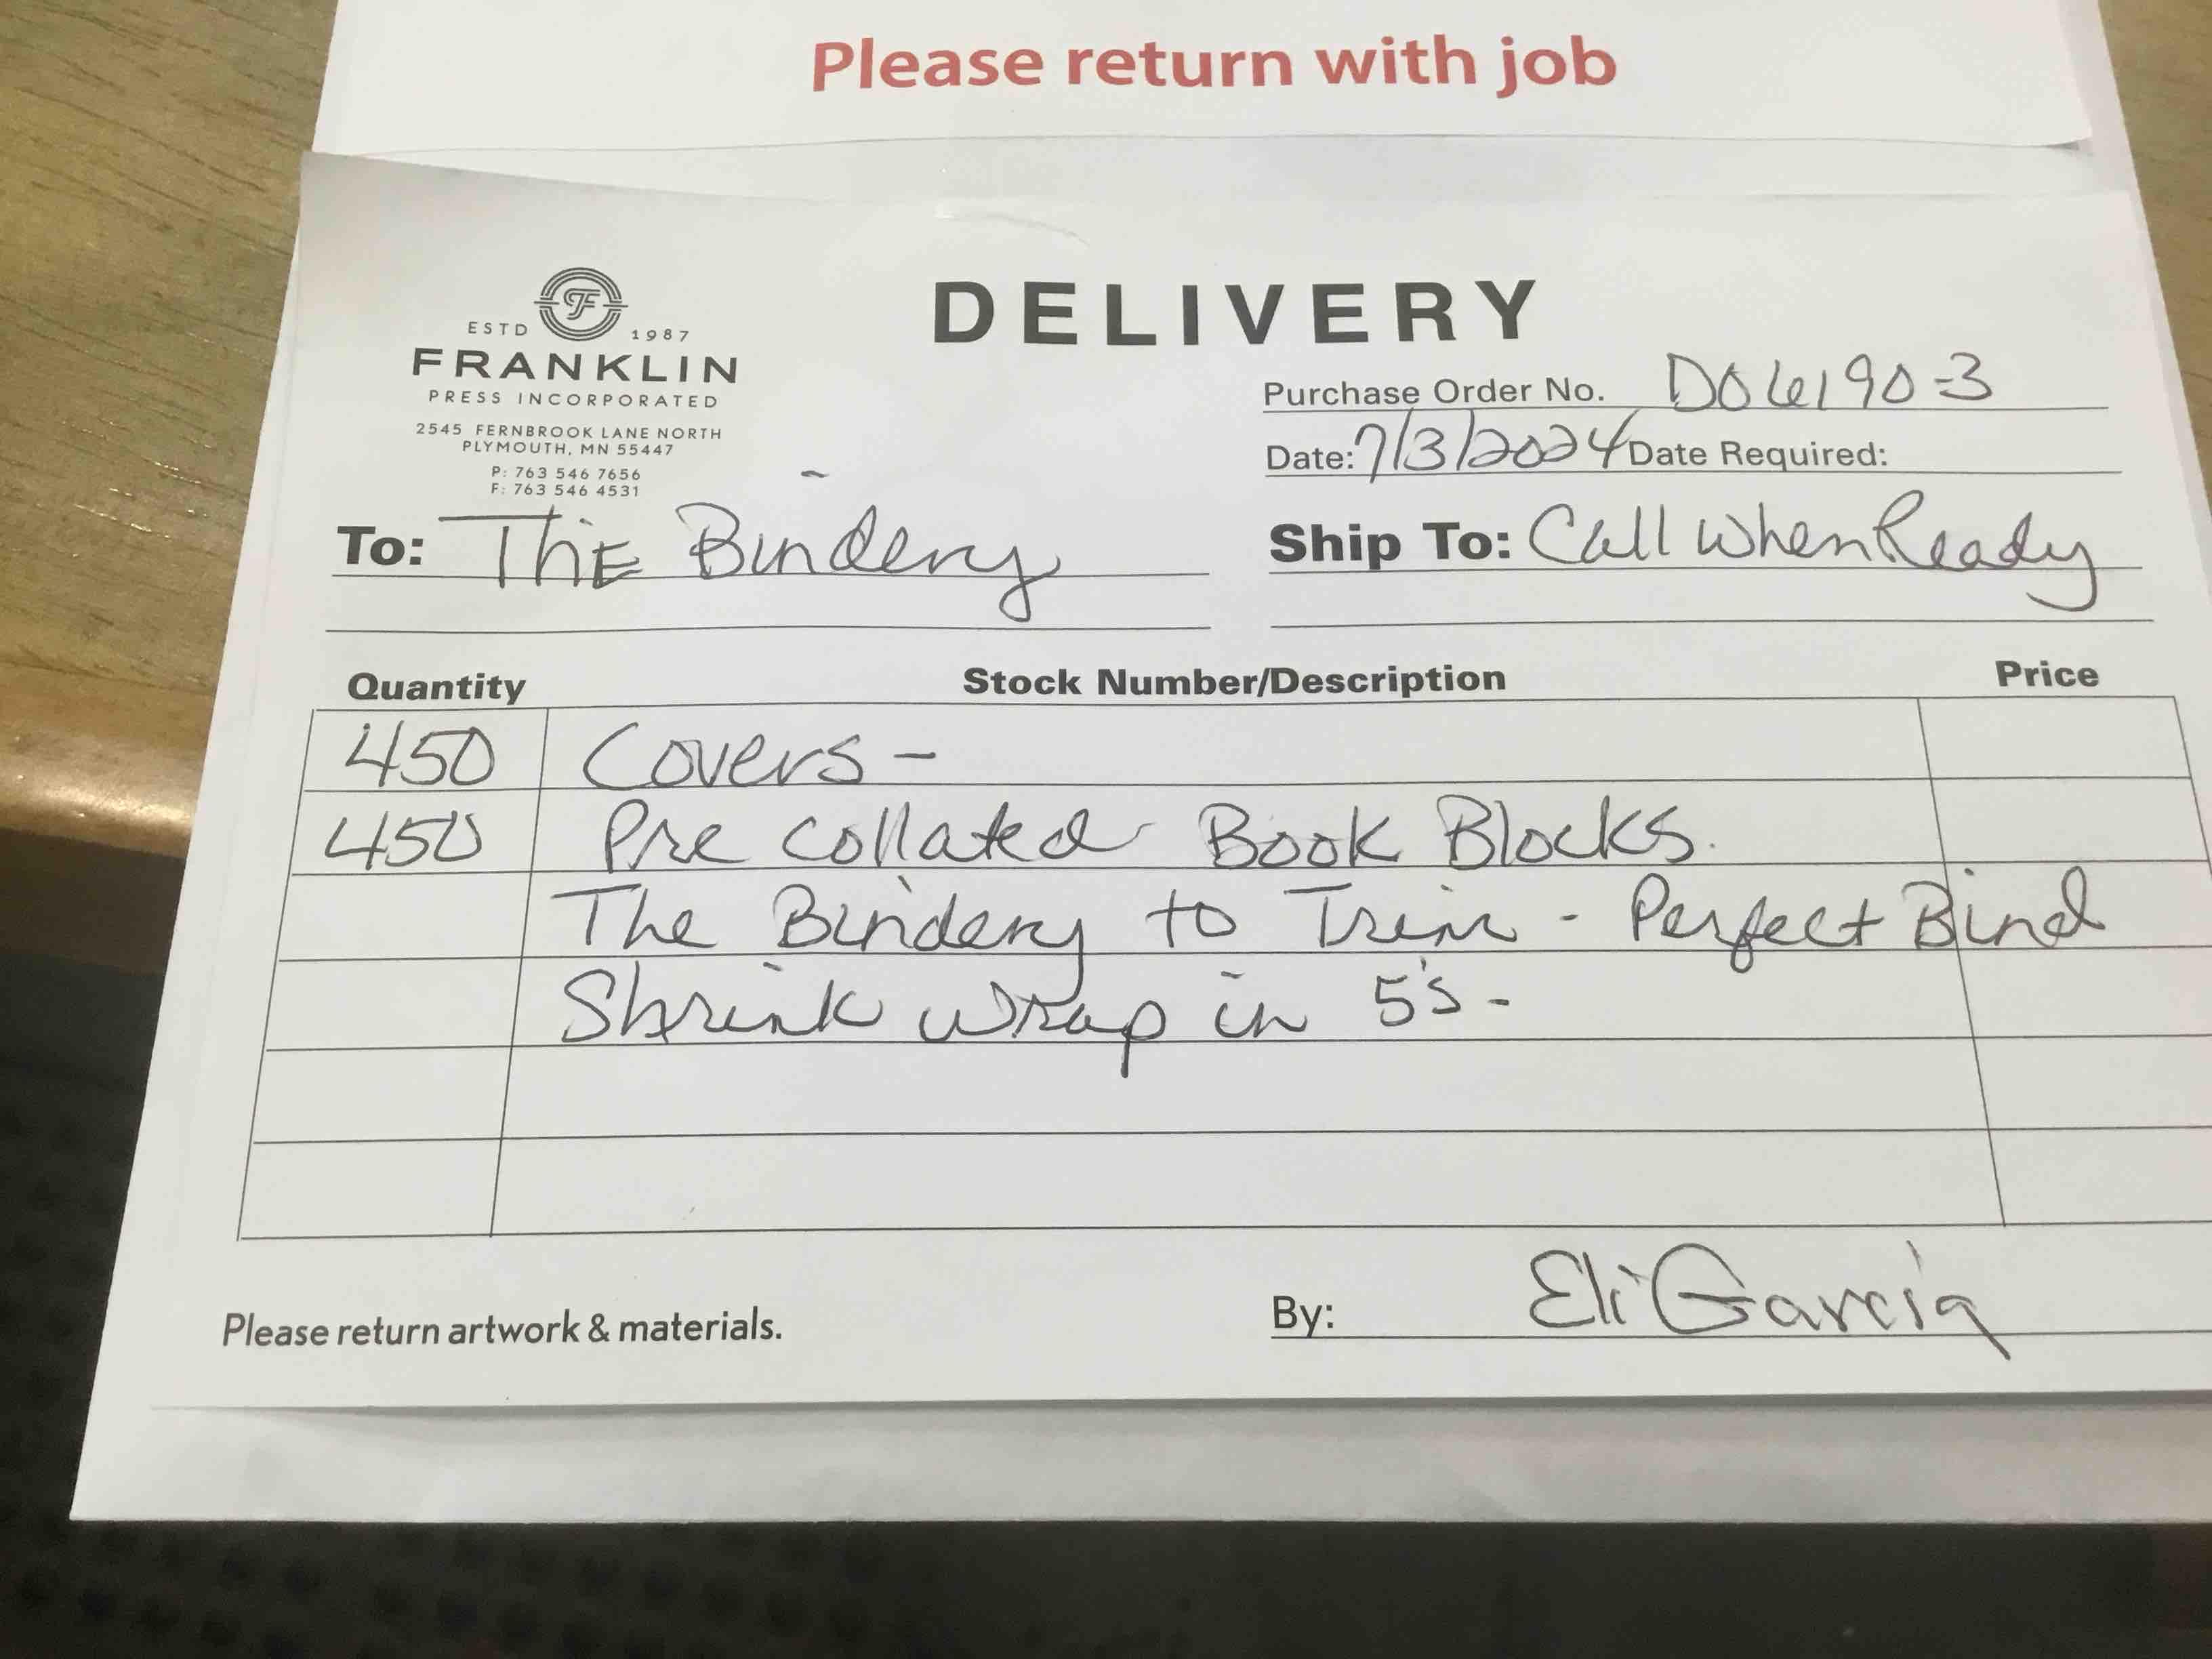 Please return with job
ESTD 1987
FRANKLIN
PRESS INCORPORATED
2545 FERNBROOK LANE NORTH
PLYMOUTH, MN 55447
P: 763 546 7656
F: 763 546 4531
DELIVERY
Purchase Order No. D06190-3
Date: 7/3/2024 Date Required:
To: The Bindery
Ship To: Call When Ready
Quantity Stock Number/Description Price
450 Covers -
450 Pre collated Book Blocks.
The Bindery to Trim - Perfect Bind
Shrink wrap in 5's -
Please return artwork & materials.
By: Eli Garcia